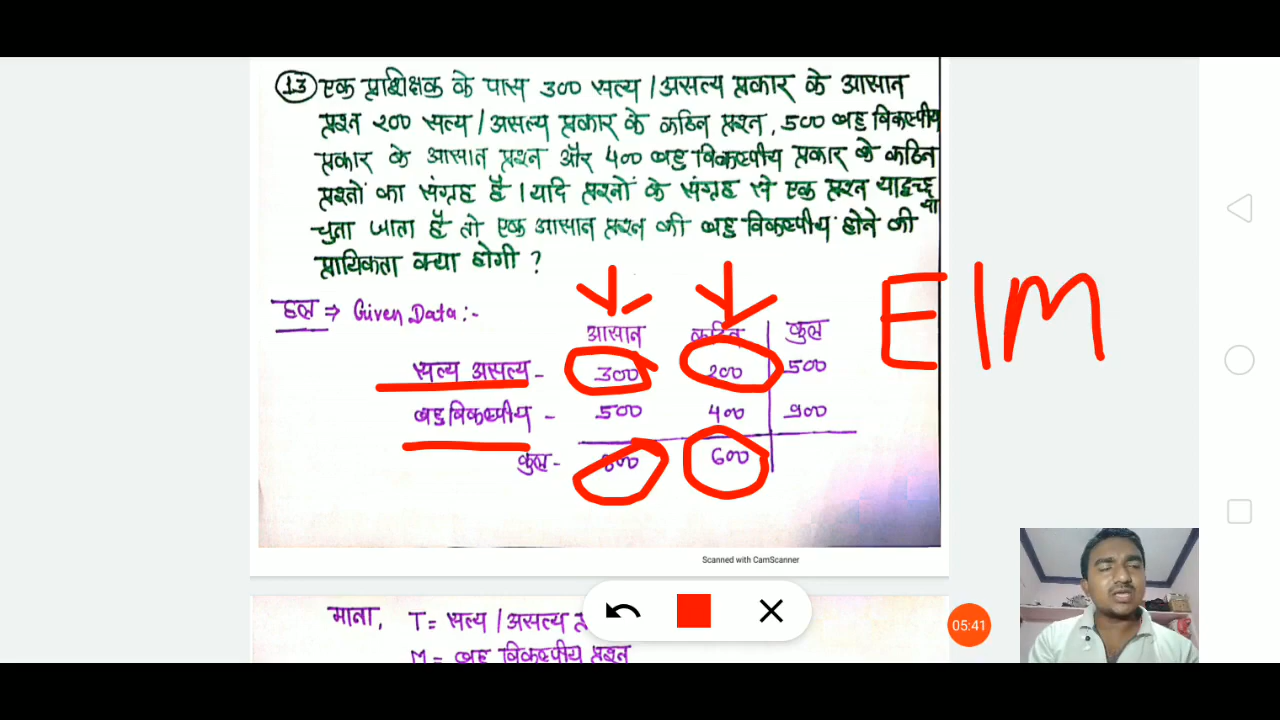 13 एक प्राशीक्षक के पास 300 सत्य / असत्य प्रकार के आसान
प्रश्न 200 सत्य / असत्य प्रकार के कठिन प्रश्न, 500 बहु विकल्पीय
प्रकार के आसान प्रश्न और 400 बहु विकल्पीय प्रकार के कठिन
प्रश्नों का संग्रह है । यदि प्रश्नों के संग्रह से एक प्रश्न यादृच्छया
चुना जाता है तो एक आसान प्रश्न की बहु विकल्पीय होने की
प्रायिकता क्या होगी ?
हल ⇒ Given Data :-
आसान कठिन कुल
सत्य असत्य - 300 200 500
बहु विकल्पीय - 500 400 900
कुल - 800 600
E|M
Scanned with CamScanner
माना, T = सत्य / असत्य
M = बहु विकल्पीय प्रश्न
05:41